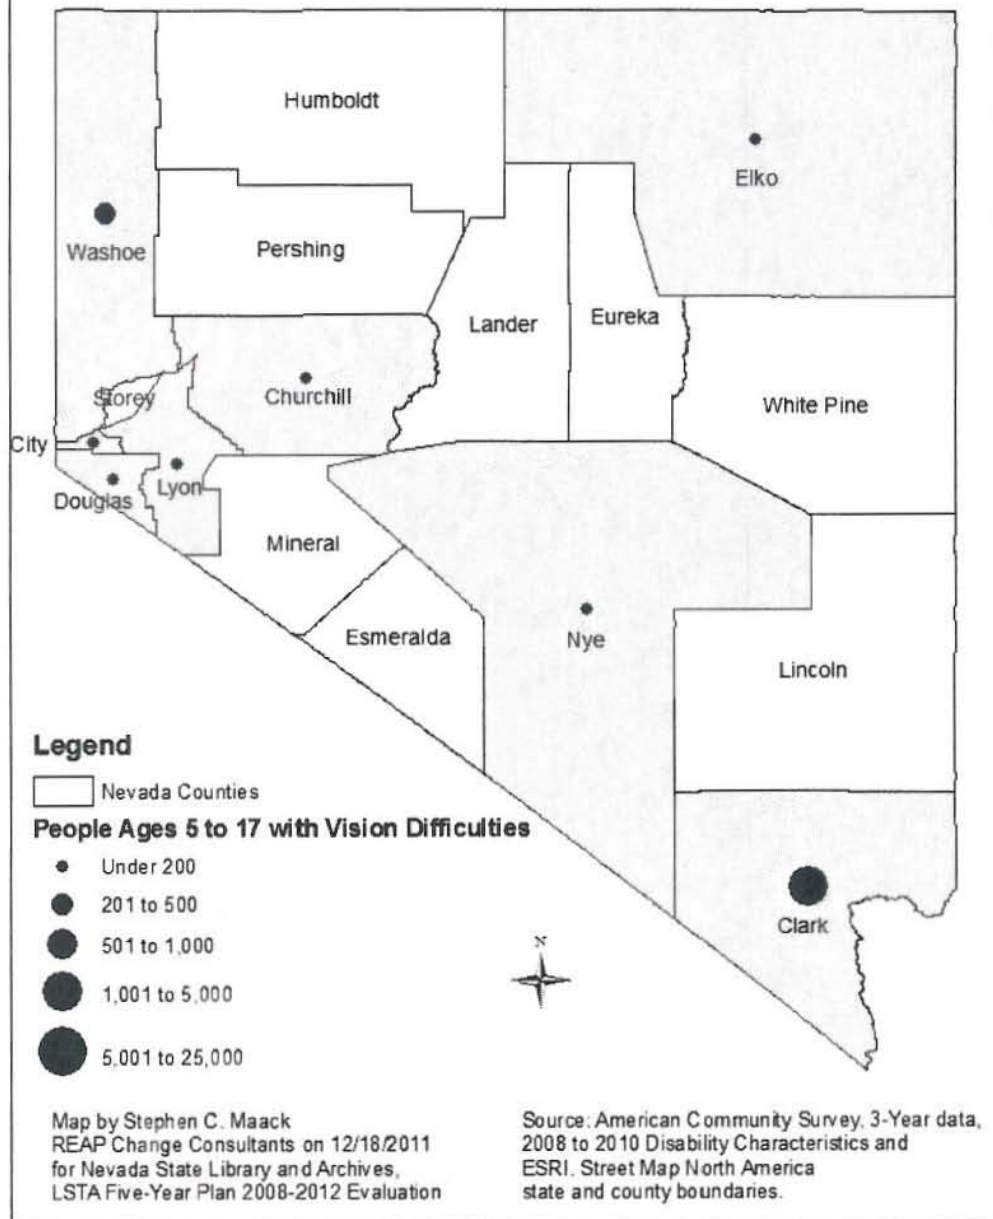 Humboldt
Elko
Washoe
Pershing
Lander
Eureka
Storey
Churchill
White Pine
City
Douglas
Lyon
Mineral
Esmeralda
Nye
Lincoln
Clark
Legend
Nevada Counties
People Ages 5 to 17 with Vision Difficulties
Under 200
201 to 500
501 to 1,000
1,001 to 5,000
5,001 to 25,000
N
Map by Stephen C. Maack
REAP Change Consultants on 12/18/2011
for Nevada State Library and Archives,
LSTA Five-Year Plan 2008-2012 Evaluation
Source: American Community Survey, 3-Year data,
2008 to 2010 Disability Characteristics and
ESRI. Street Map North America
state and county boundaries.